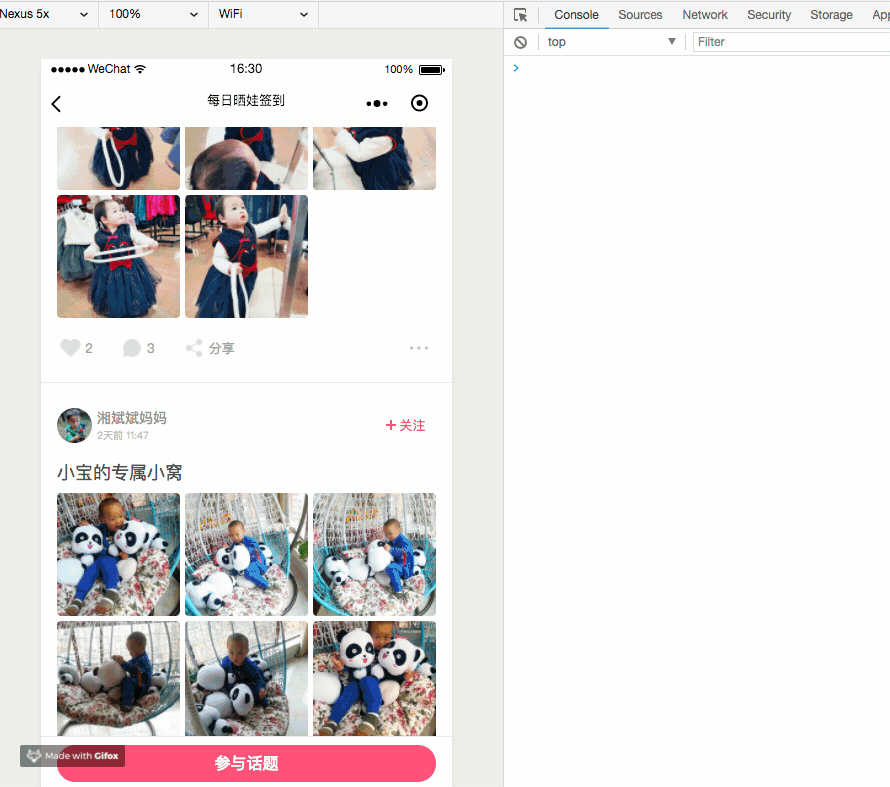 Nexus 5x 100% WiFi
Console Sources Network Security Storage App
top Filter
WeChat 16:30 100%
每日晒娃签到
2 3 分享
湘斌斌妈妈
2天前 11:47
+ 关注
小宝的专属小窝
Made with Gifox
参与话题